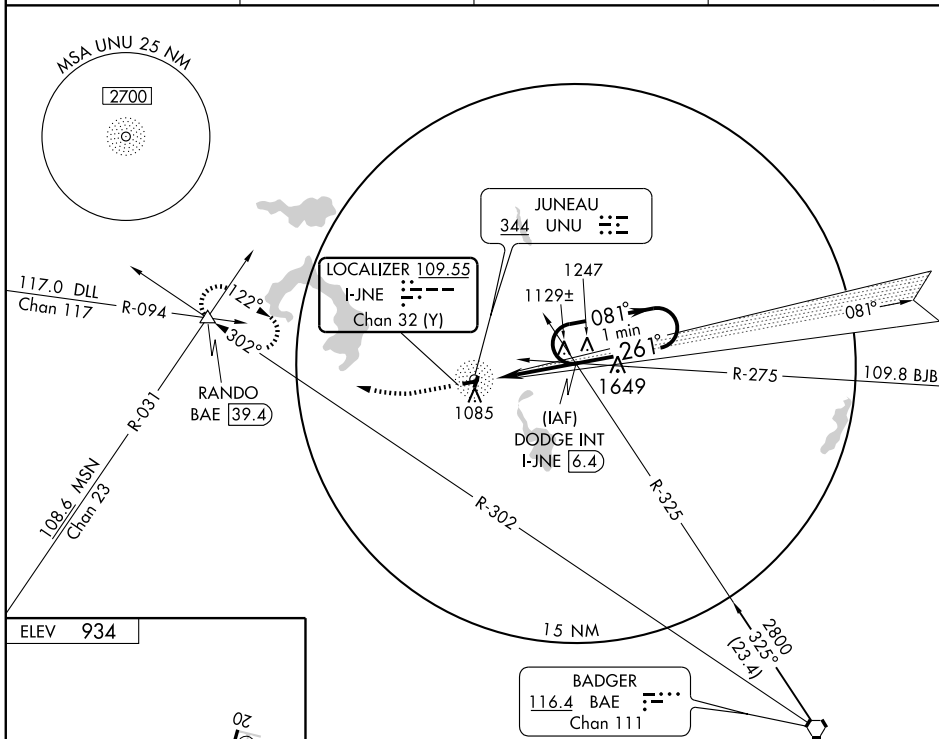 MSA UNU 25 NM
2700
JUNEAU
344 UNU
LOCALIZER 109.55
I-JNE
Chan 32 (Y)
1247
1129±
117.0 DLL
Chan 117
R-094
122°
302°
081°
1 min
261°
081°
R-275
109.8 BJB
1649
1085
RANDO
BAE 39.4
(IAF)
DODGE INT
I-JNE 6.4
R-031
108.6 MSN
Chan 23
R-302
R-325
2800
325°
(23.4)
15 NM
ELEV 934
BADGER
116.4 BAE
Chan 111
20